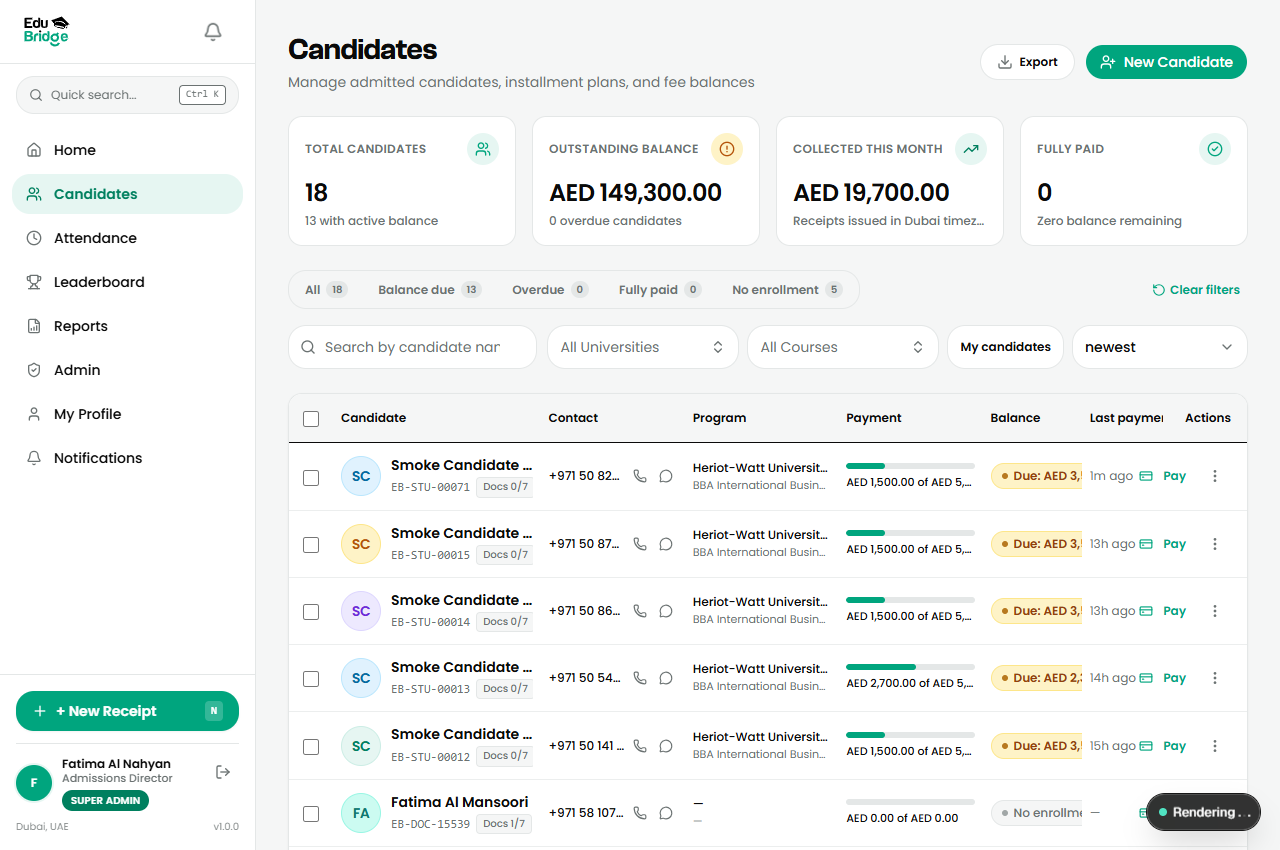 Edu
Bridge
Quick search...
Ctrl K
Home
Candidates
Attendance
Leaderboard
Reports
Admin
My Profile
Notifications
+ New Receipt
N
F
Fatima Al Nahyan
Admissions Director
SUPER ADMIN
Dubai, UAE
v1.0.0
Candidates
Manage admitted candidates, installment plans, and fee balances
Export
New Candidate
TOTAL CANDIDATES
18
13 with active balance
OUTSTANDING BALANCE
AED 149,300.00
0 overdue candidates
COLLECTED THIS MONTH
AED 19,700.00
Receipts issued in Dubai timez...
FULLY PAID
0
Zero balance remaining
All 18
Balance due 13
Overdue 0
Fully paid 0
No enrollment 5
Clear filters
Search by candidate nar
All Universities
All Courses
My candidates
newest
Candidate Contact Program Payment Balance Last paymer Actions
SC
Smoke Candidate ...
EB-STU-00071 Docs 0/7
+971 50 82...
Heriot-Watt Universit...
BBA International Busin...
AED 1,500.00 of AED 5,...
Due: AED 3,
1m ago
Pay
SC
Smoke Candidate ...
EB-STU-00015 Docs 0/7
+971 50 87...
Heriot-Watt Universit...
BBA International Busin...
AED 1,500.00 of AED 5,...
Due: AED 3,
13h ago
Pay
SC
Smoke Candidate ...
EB-STU-00014 Docs 0/7
+971 50 86...
Heriot-Watt Universit...
BBA International Busin...
AED 1,500.00 of AED 5,...
Due: AED 3,
13h ago
Pay
SC
Smoke Candidate ...
EB-STU-00013 Docs 0/7
+971 50 54...
Heriot-Watt Universit...
BBA International Busin...
AED 2,700.00 of AED 5,...
Due: AED 2,
14h ago
Pay
SC
Smoke Candidate ...
EB-STU-00012 Docs 0/7
+971 50 141 ...
Heriot-Watt Universit...
BBA International Busin...
AED 1,500.00 of AED 5,...
Due: AED 3,
15h ago
Pay
FA
Fatima Al Mansoori
EB-DOC-15539 Docs 1/7
+971 58 107...
—
—
AED 0.00 of AED 0.00
No enrollme
—
Rendering...